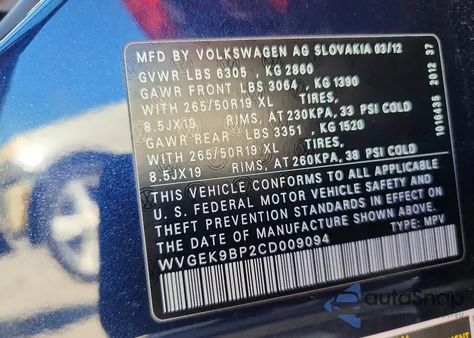 MFD BY VOLKSWAGEN AG SLOVAKIA 03/12
GVWR LBS 6305 , KG 2860
GAWR FRONT LBS 3064 , KG 1390
WITH 265/50R19 XL TIRES,
8.5JX19 RIMS, AT 230KPA, 33 PSI COLD
GAWR REAR LBS 3351 , KG 1520
WITH 265/50R19 XL TIRES,
8.5JX19 RIMS, AT 260KPA, 38 PSI COLD
THIS VEHICLE CONFORMS TO ALL APPLICABLE
U. S. FEDERAL MOTOR VEHICLE SAFETY AND
THEFT PREVENTION STANDARDS IN EFFECT ON
THE DATE OF MANUFACTURE SHOWN ABOVE.
WVGEK9BP2CD009094 TYPE: MPV
1016436 2012 37
autoSnap